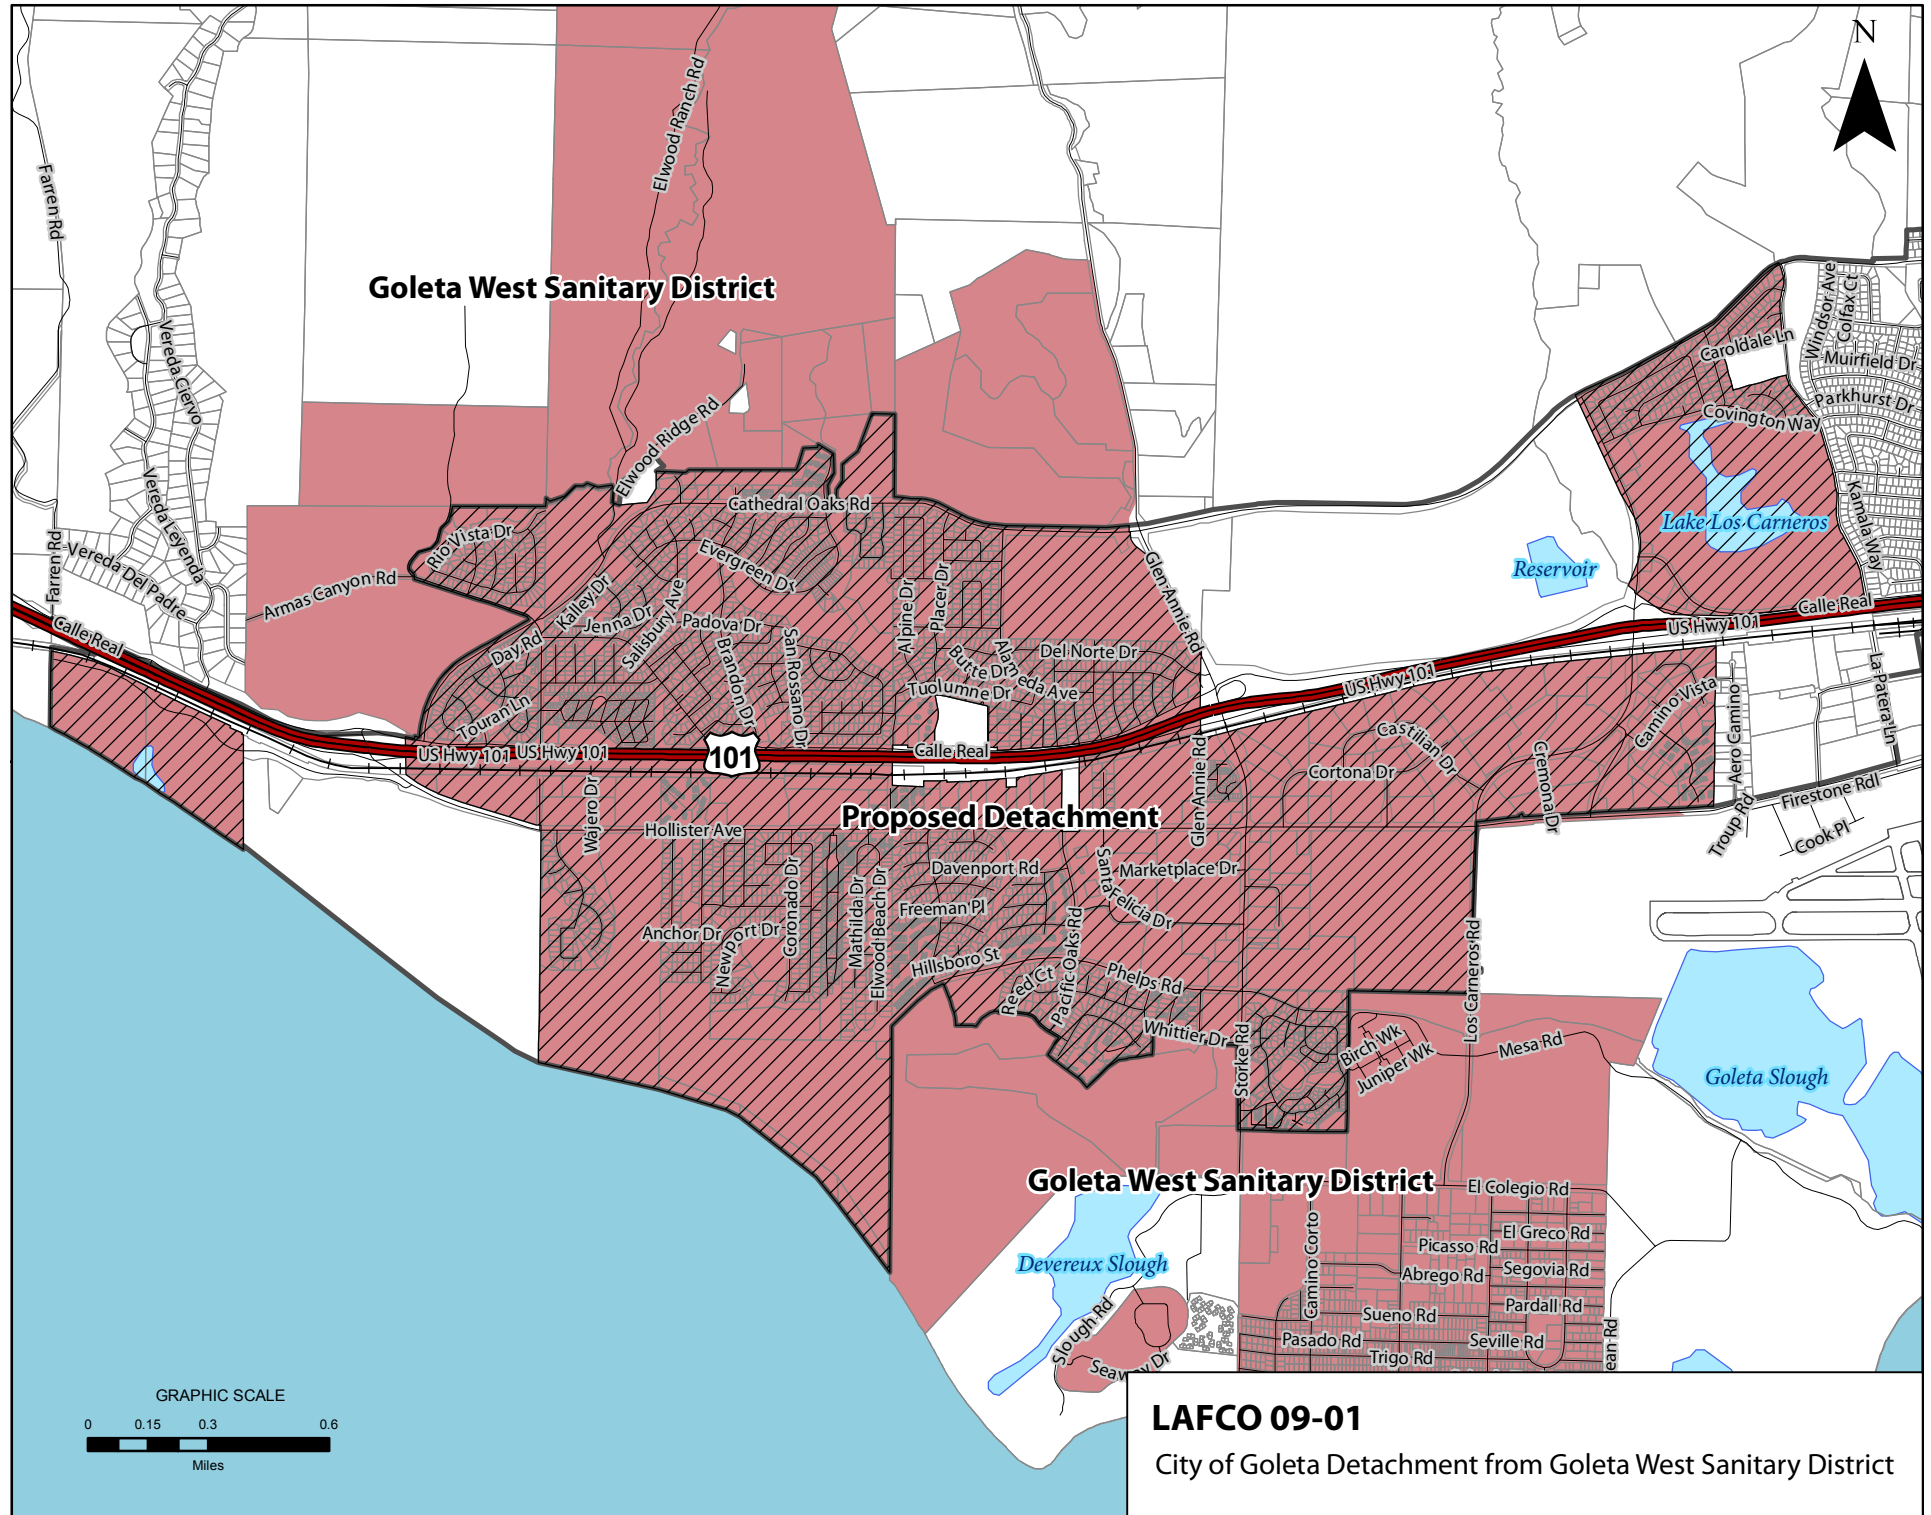 N
Elwood Ranch Rd
Farren Rd
Goleta West Sanitary District
Vereda Ciervo
Windsor Ave
Colfax Ct
Caroldale Ln
Muirfield Dr
Parkhurst Dr
Covington Way
Elwood Ridge Rd
Vereda Leyenda
Cathedral Oaks Rd
Kamala Way
Lake Los Carneros
Rio Vista Dr
Evergreen Dr
Farren Rd
Vereda Del Padre
Armas Canyon Rd
Kalley Dr
Jenna Dr
Salisbury Ave
Padova Dr
Alpine Dr
Placer Dr
Glen Annie Rd
Reservoir
Calle Real
US Hwy 101
Calle Real
Day Rd
Brandon Dr
San Rossano Dr
Butte Dr
Alameda Ave
Del Norte Dr
Tuolumne Dr
US Hwy 101
La Patera Ln
Touran Ln
US Hwy 101
US Hwy 101
101
Calle Real
Castilian Dr
Camino Vista
Aero Camino
Cortona Dr
Cremona Dr
Glen Annie Rd
Wajero Dr
Proposed Detachment
Hollister Ave
Firestone Rdl
Troup Rd
Cook Pl
Coronado Dr
Mathilda Dr
Elwood Beach Dr
Davenport Rd
Santa Felicia Dr
Marketplace Dr
Freeman Pl
Anchor Dr
Newport Dr
Hillsboro St
Reed Ct
Pacific Oaks Rd
Phelps Rd
Whittier Dr
Storke Rd
Los Carneros Rd
Birch Wk
Juniper Wk
Mesa Rd
Goleta Slough
Goleta West Sanitary District
El Colegio Rd
Camino Corto
El Greco Rd
Picasso Rd
Devereux Slough
Segovia Rd
Abrego Rd
Pardall Rd
Sueno Rd
Slough Rd
Pasado Rd
Seville Rd
Trigo Rd
ean Rd
Seaway Dr
GRAPHIC SCALE
0 0.15 0.3 0.6
Miles
LAFCO 09-01
City of Goleta Detachment from Goleta West Sanitary District